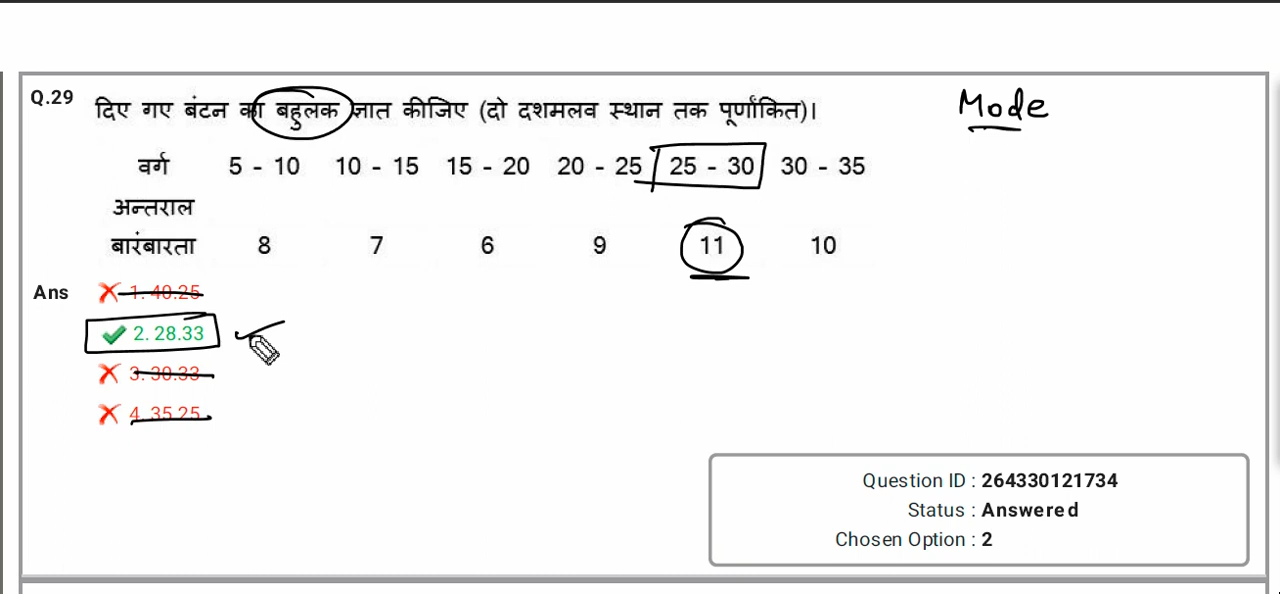 Q.29 दिए गए बंटन का बहुलक ज्ञात कीजिए (दो दशमलव स्थान तक पूर्णांकित)। Mode
वर्ग 5 - 10 10 - 15 15 - 20 20 - 25 25 - 30 30 - 35
अन्तराल
बारंबारता 8 7 6 9 11 10
Ans 1. 40.25
2. 28.33
3. 30.33
4. 35.25
Question ID : 264330121734
Status : Answered
Chosen Option : 2